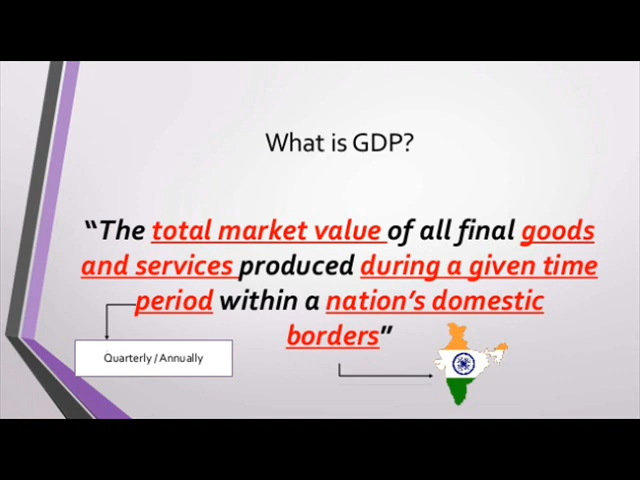 What is GDP?
“The total market value of all final goods
and services produced during a given time
period within a nation’s domestic
borders”
Quarterly / Annually